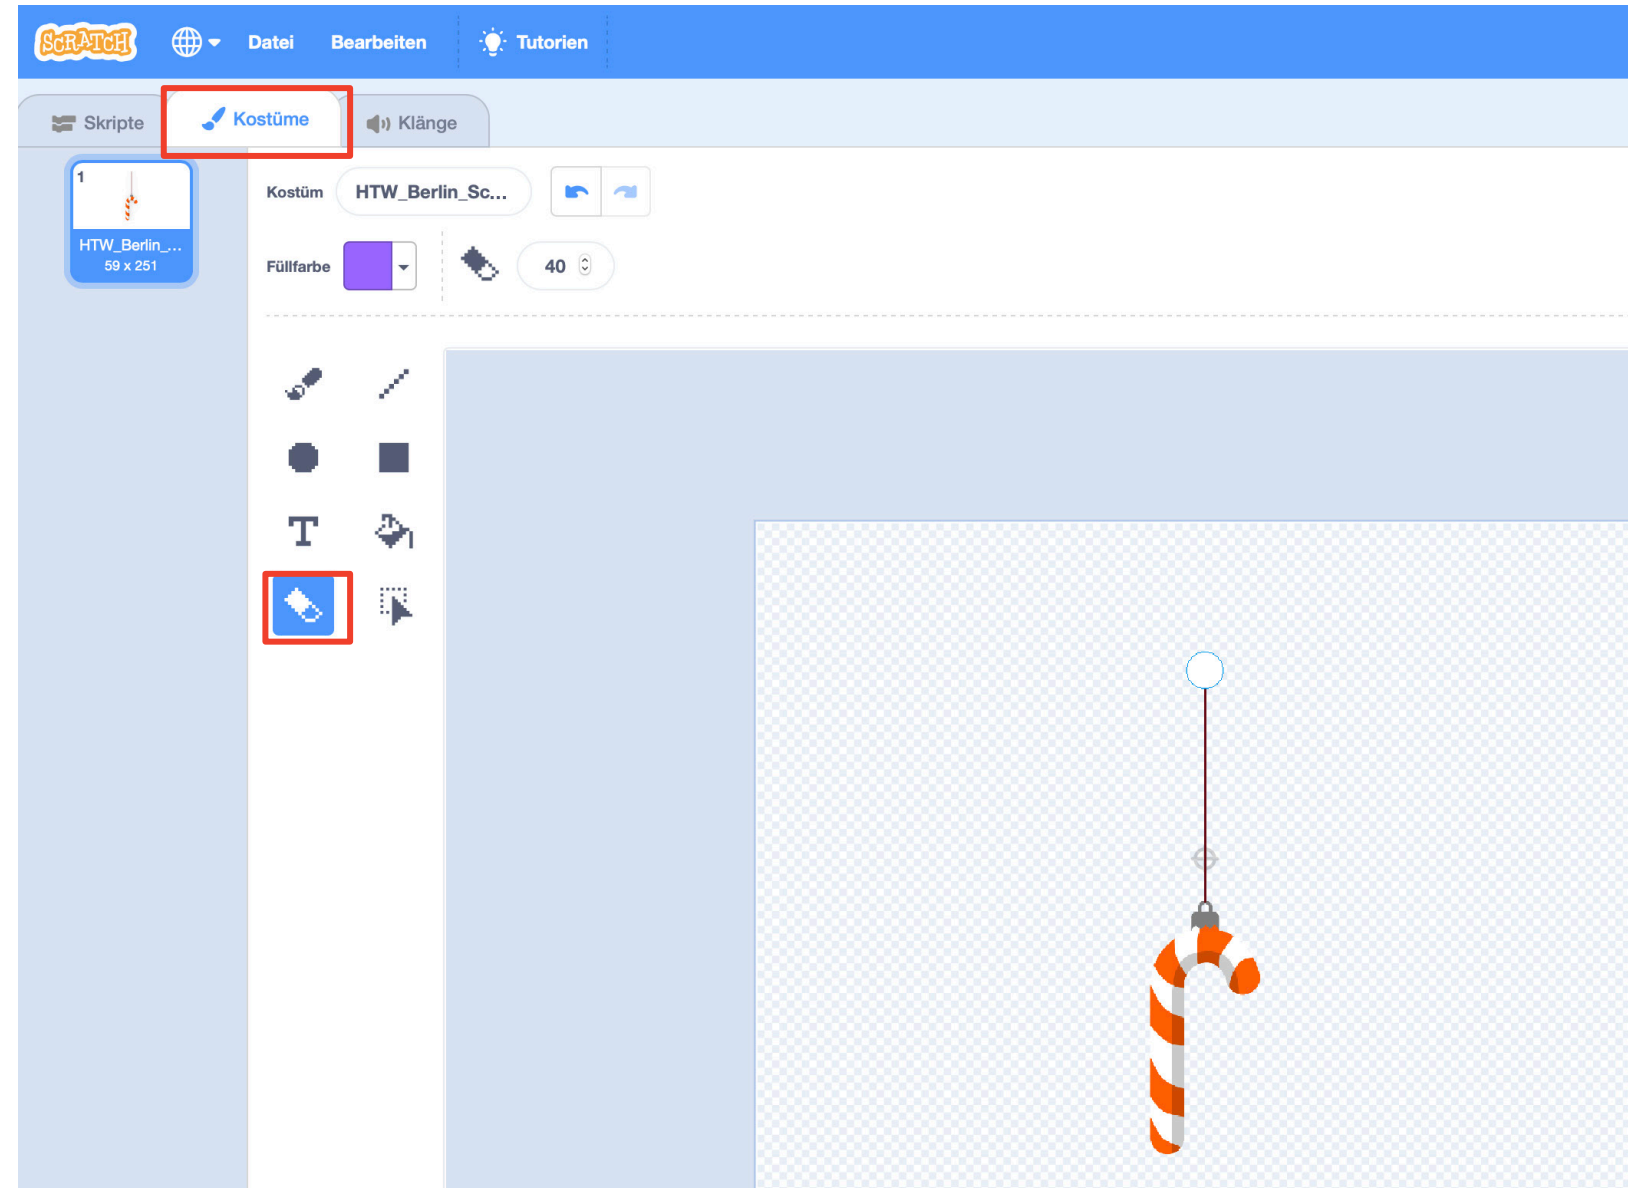 SCRATCH Datei Bearbeiten Tutorien
Skripte Kostüme Klänge
1
HTW_Berlin_...
59 x 251
Kostüm HTW_Berlin_Sc...
Füllfarbe 40
T